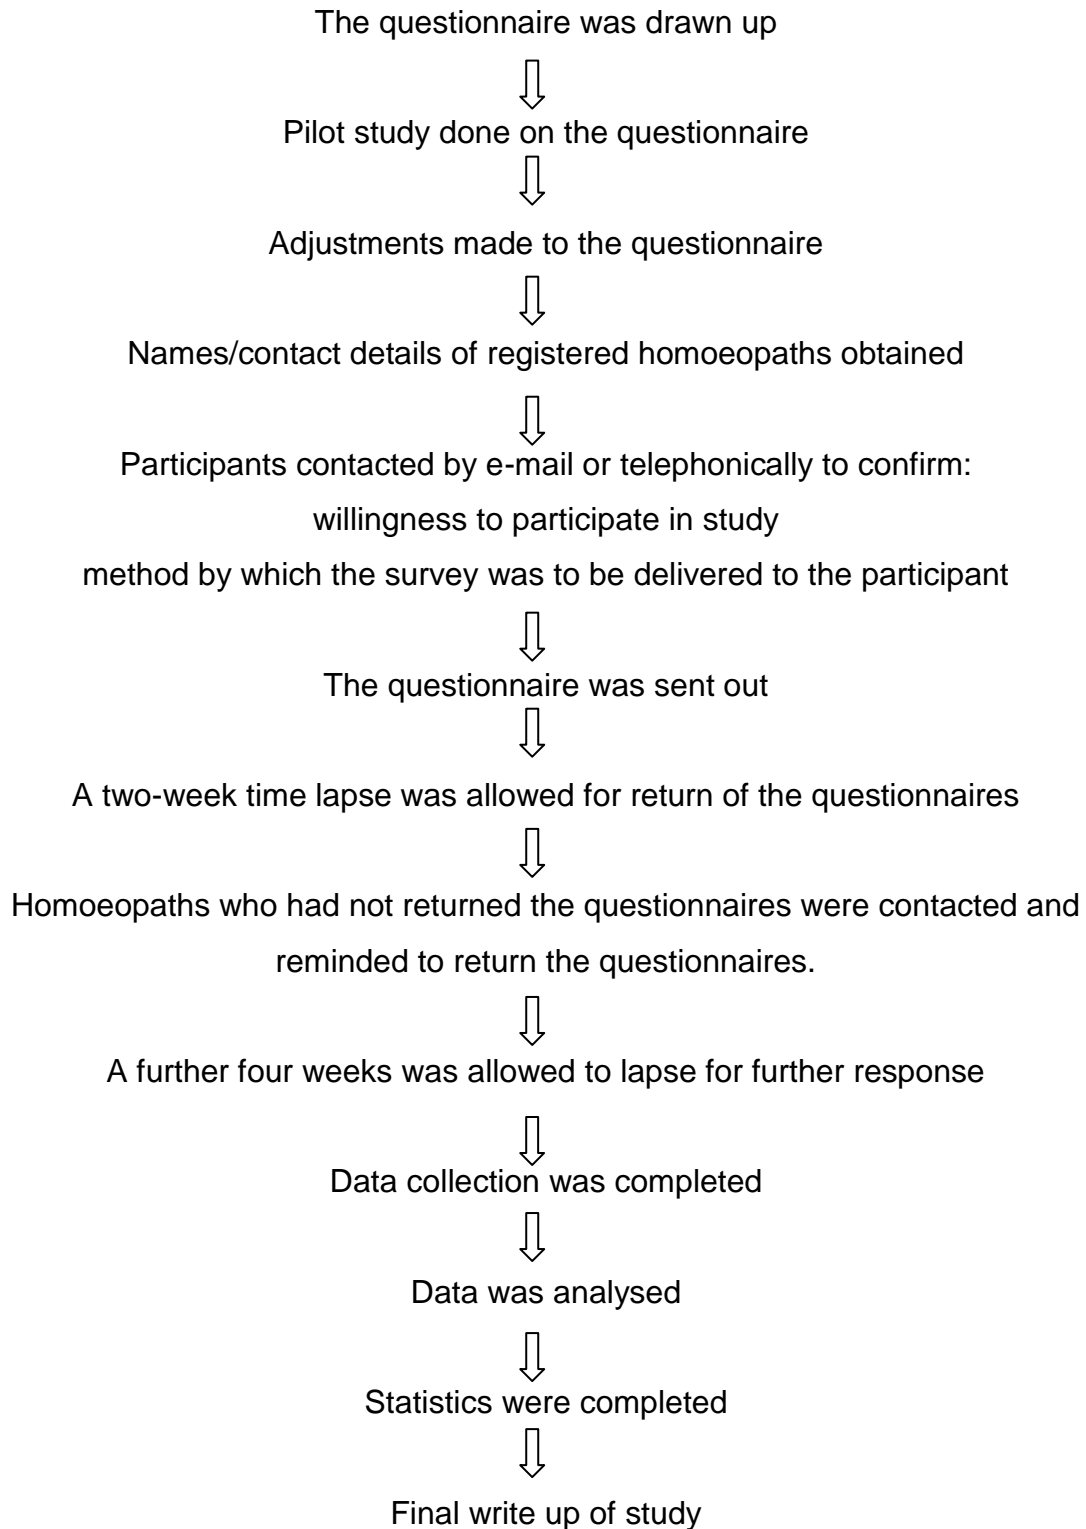 The questionnaire was drawn up
Pilot study done on the questionnaire
Adjustments made to the questionnaire
Names/contact details of registered homoeopaths obtained
Participants contacted by e-mail or telephonically to confirm:
willingness to participate in study
method by which the survey was to be delivered to the participant
The questionnaire was sent out
A two-week time lapse was allowed for return of the questionnaires
Homoeopaths who had not returned the questionnaires were contacted and
reminded to return the questionnaires.
A further four weeks was allowed to lapse for further response
Data collection was completed
Data was analysed
Statistics were completed
Final write up of study